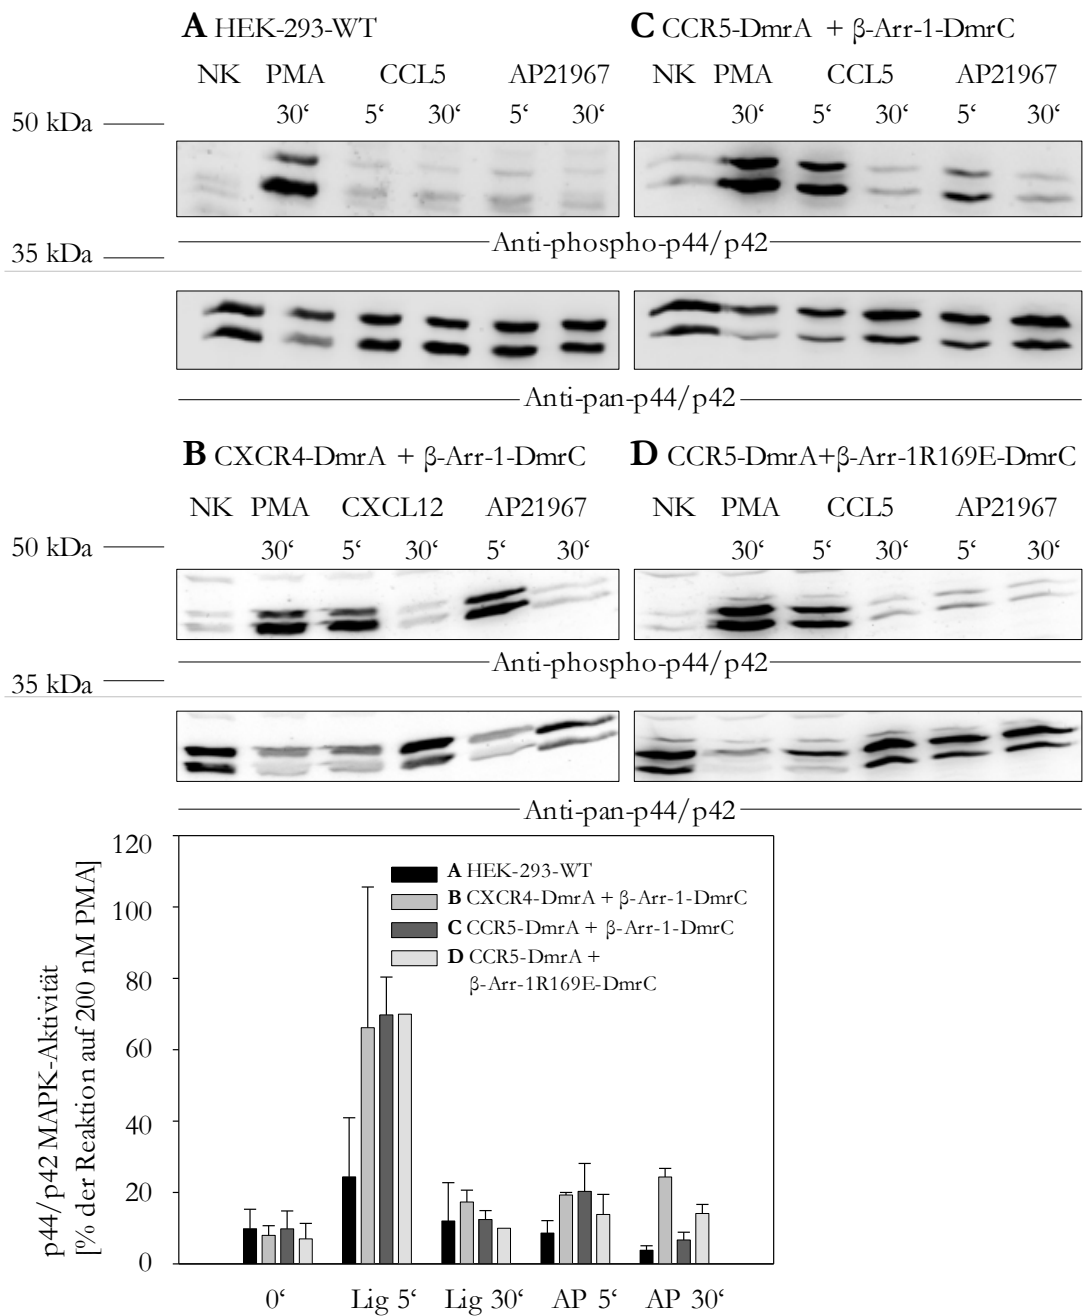 A HEK-293-WT
C CCR5-DmrA + β-Arr-1-DmrC
NK PMA CCL5 AP21967
NK PMA CCL5 AP21967
30‘ 5‘ 30‘ 5‘ 30‘
30‘ 5‘ 30‘ 5‘ 30‘
50 kDa
Anti-phospho-p44/p42
35 kDa
Anti-pan-p44/p42
B CXCR4-DmrA + β-Arr-1-DmrC
D CCR5-DmrA+β-Arr-1R169E-DmrC
NK PMA CXCL12 AP21967
NK PMA CCL5 AP21967
50 kDa
30‘ 5‘ 30‘ 5‘ 30‘
30‘ 5‘ 30‘ 5‘ 30‘
Anti-phospho-p44/p42
35 kDa
Anti-pan-p44/p42
p44/p42 MAPK-Aktivität
[% der Reaktion auf 200 nM PMA]
120
100
80
60
40
20
0
A HEK-293-WT
B CXCR4-DmrA + β-Arr-1-DmrC
C CCR5-DmrA + β-Arr-1-DmrC
D CCR5-DmrA +
β-Arr-1R169E-DmrC
0‘ Lig 5‘ Lig 30‘ AP 5‘ AP 30‘